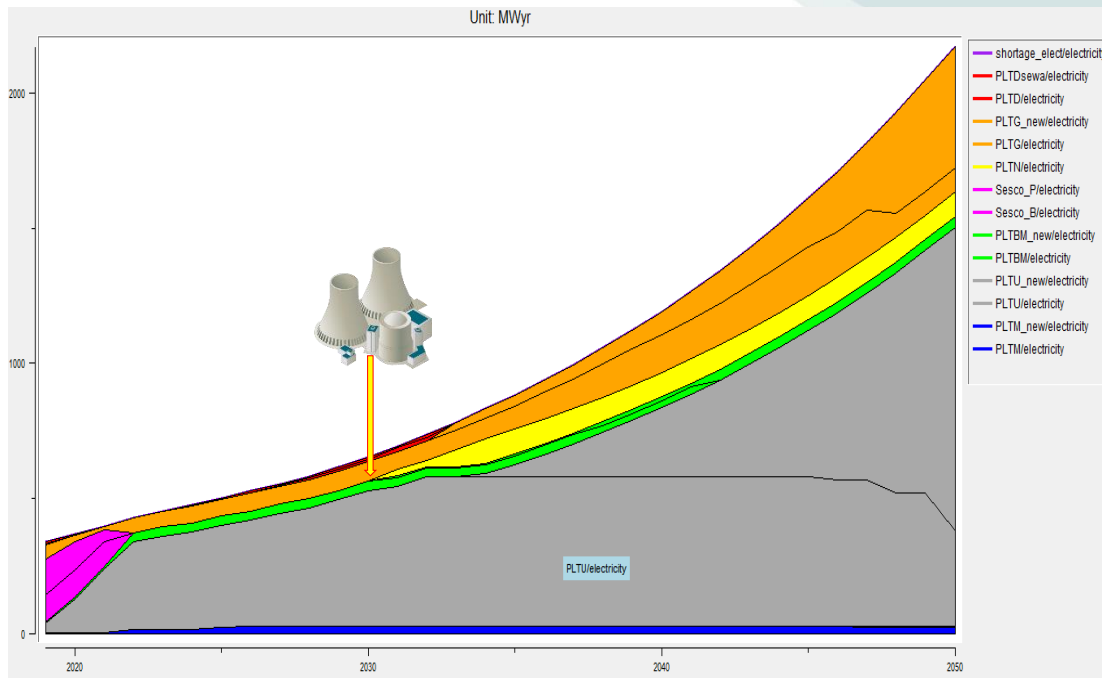 Unit: MWyr
2000
1000
0
2020
2030
2040
2050
PLTU/electricity
shortage_elect/electricity
PLTDsewa/electricity
PLTD/electricity
PLTG_new/electricity
PLTG/electricity
PLTN/electricity
Sesco_P/electricity
Sesco_B/electricity
PLTBM_new/electricity
PLTBM/electricity
PLTU_new/electricity
PLTU/electricity
PLTM_new/electricity
PLTM/electricity